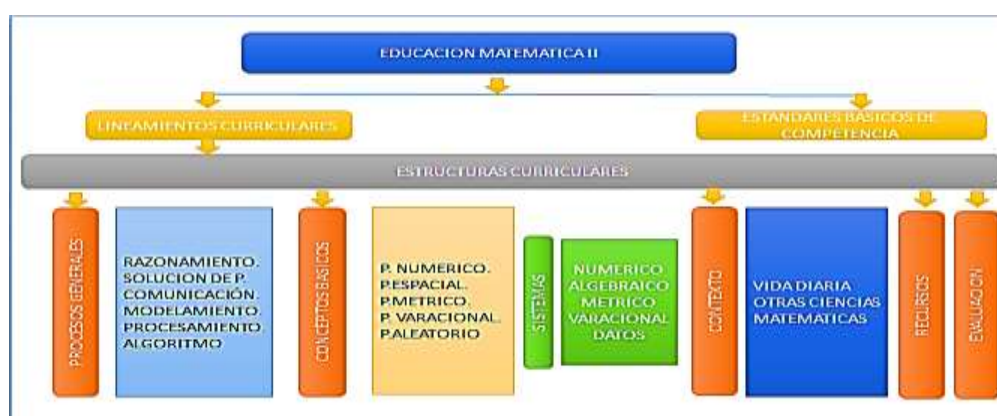 EDUCACION MATEMATICA II
LINEAMIENTOS CURRICULARES
ESTANDARES BASICOS DE
COMPETENCIA
ESTRUCTURAS CURRICULARES
PROCESOS GENERALES
RAZONAMIENTO.
SOLUCION DE P.
COMUNICACIÓN.
MODELAMIENTO.
PROCESAMIENTO.
ALGORITMO
CONCEPTOS BASICOS
P. NUMERICO.
P.ESPACIAL.
P.METRICO.
P. VARACIONAL.
P.ALEATORIO
SISTEMAS
NUMERICO
ALGEBRAICO
METRICO
VARACIONAL
DATOS
CONTEXTO
VIDA DIARIA
OTRAS CIENCIAS
MATEMATICAS
RECURSOS
EVALUACION